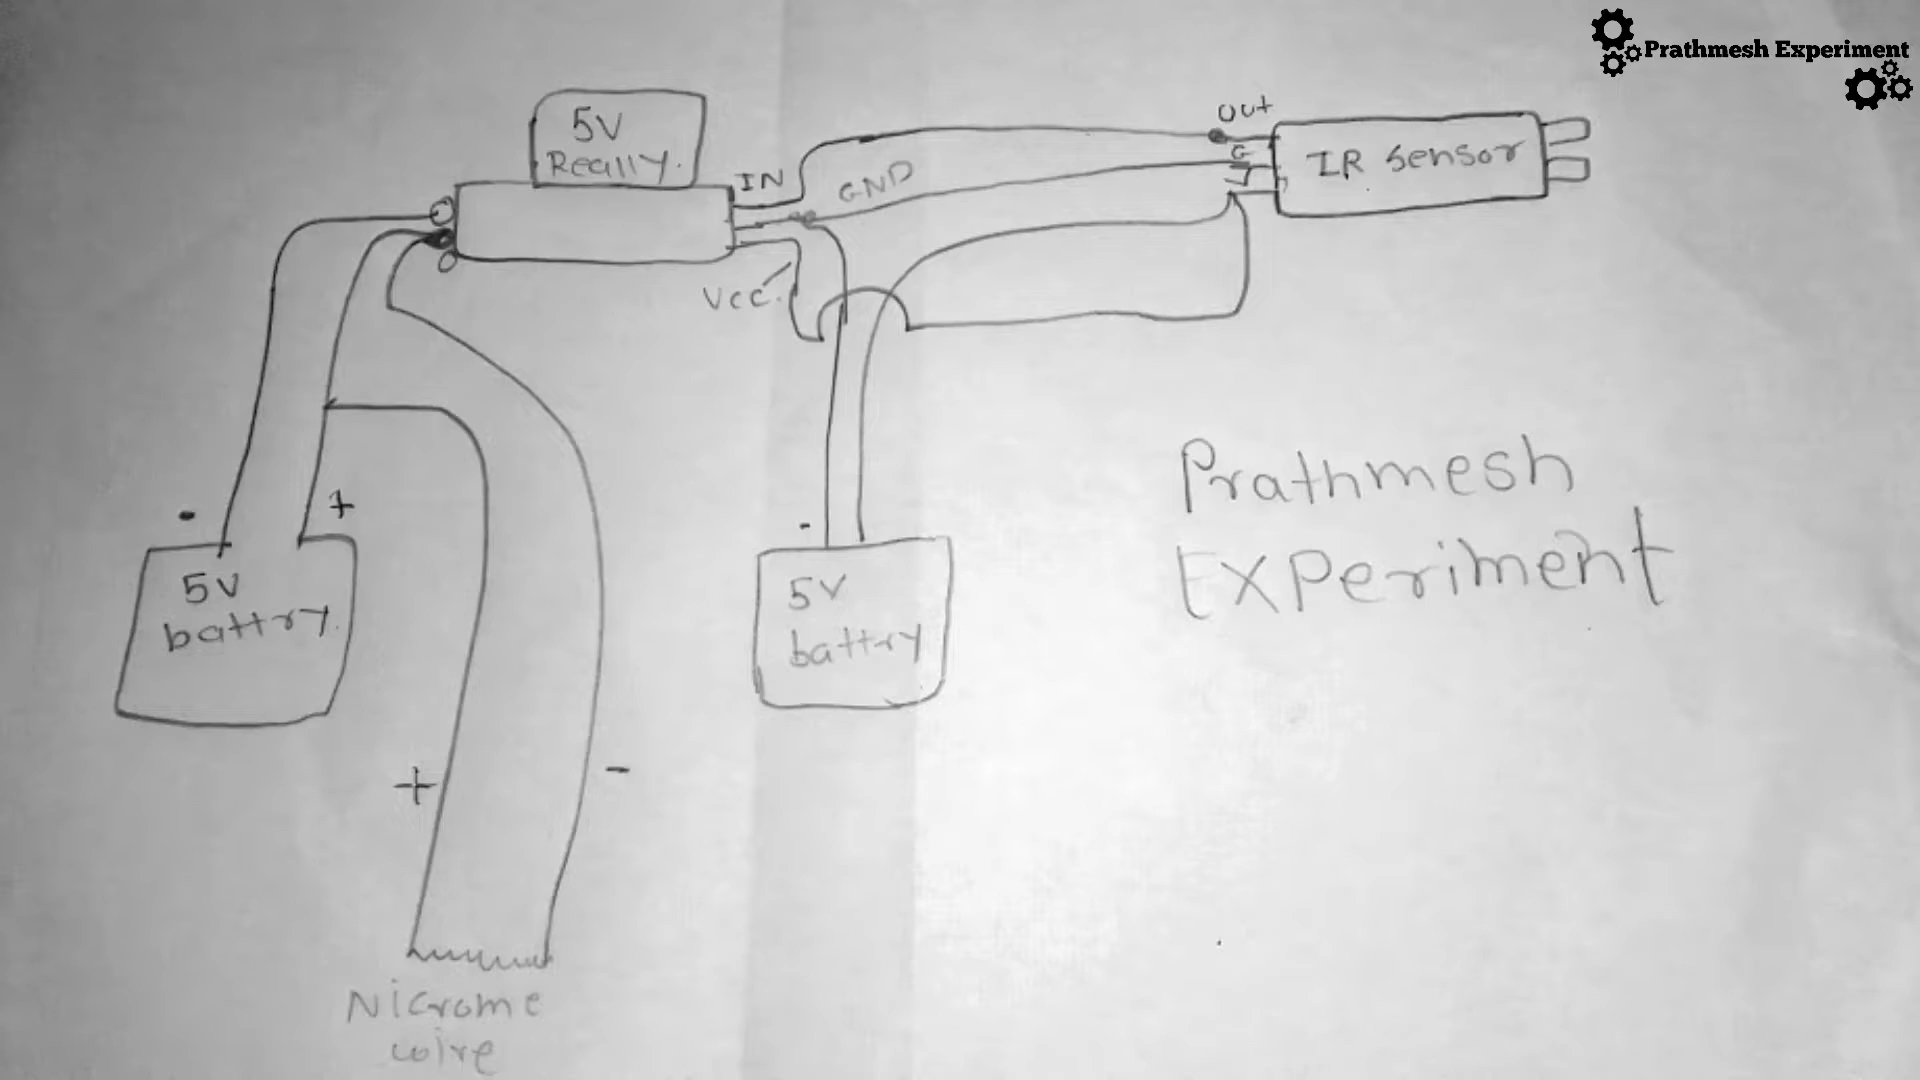 Prathmesh Experiment
5V
Really.
IN
GND
Vcc.
Out
G
IR Sensor
-
+
5V
battry.
-
5V
battry
Prathmesh
Experiment
+
-
Nicrome
wire